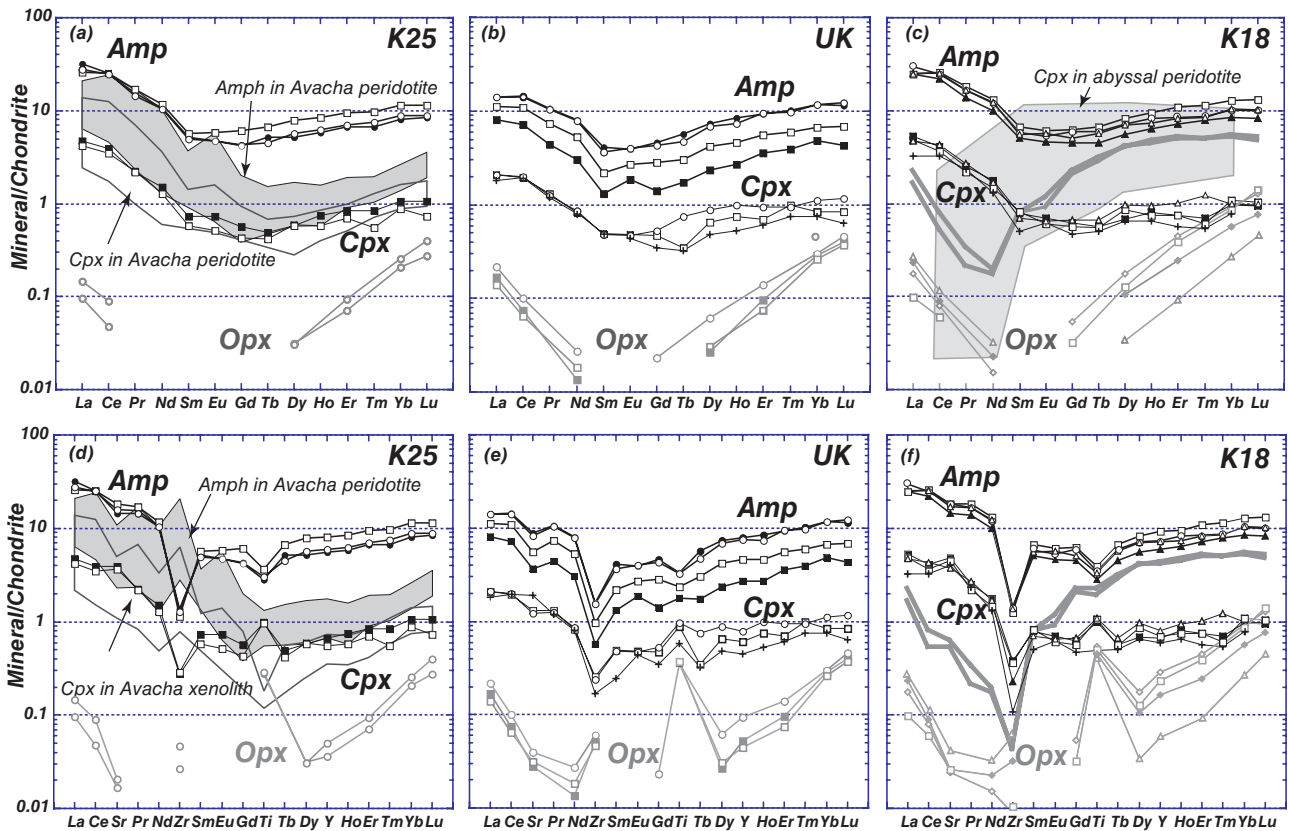 (a) K25
Amp
Amph in Avacha peridotite
Cpx in Avacha peridotite
Cpx
Opx
(b) UK
Amp
Cpx
Opx
(c) K18
Amp
Cpx in abyssal peridotite
Cpx
Opx
Mineral/Chondrite
100
10
1
0.1
0.01
La Ce Pr Nd Sm Eu Gd Tb Dy Ho Er Tm Yb Lu
La Ce Pr Nd Sm Eu Gd Tb Dy Ho Er Tm Yb Lu
La Ce Pr Nd Sm Eu Gd Tb Dy Ho Er Tm Yb Lu
(d) K25
Amp
Amph in Avacha peridotite
Cpx in Avacha xenolith
Cpx
Opx
(e) UK
Amp
Cpx
Opx
(f) K18
Amp
Cpx
Opx
Mineral/Chondrite
100
10
1
0.1
0.01
La Ce Sr Pr Nd Zr Sm Eu Gd Ti Tb Dy Y Ho Er Tm Yb Lu
La Ce Sr Pr Nd Zr Sm Eu Gd Ti Tb Dy Y Ho Er Tm Yb Lu
La Ce Sr Pr Nd Zr Sm Eu Gd Ti Tb Dy Y Ho Er Tm Yb Lu